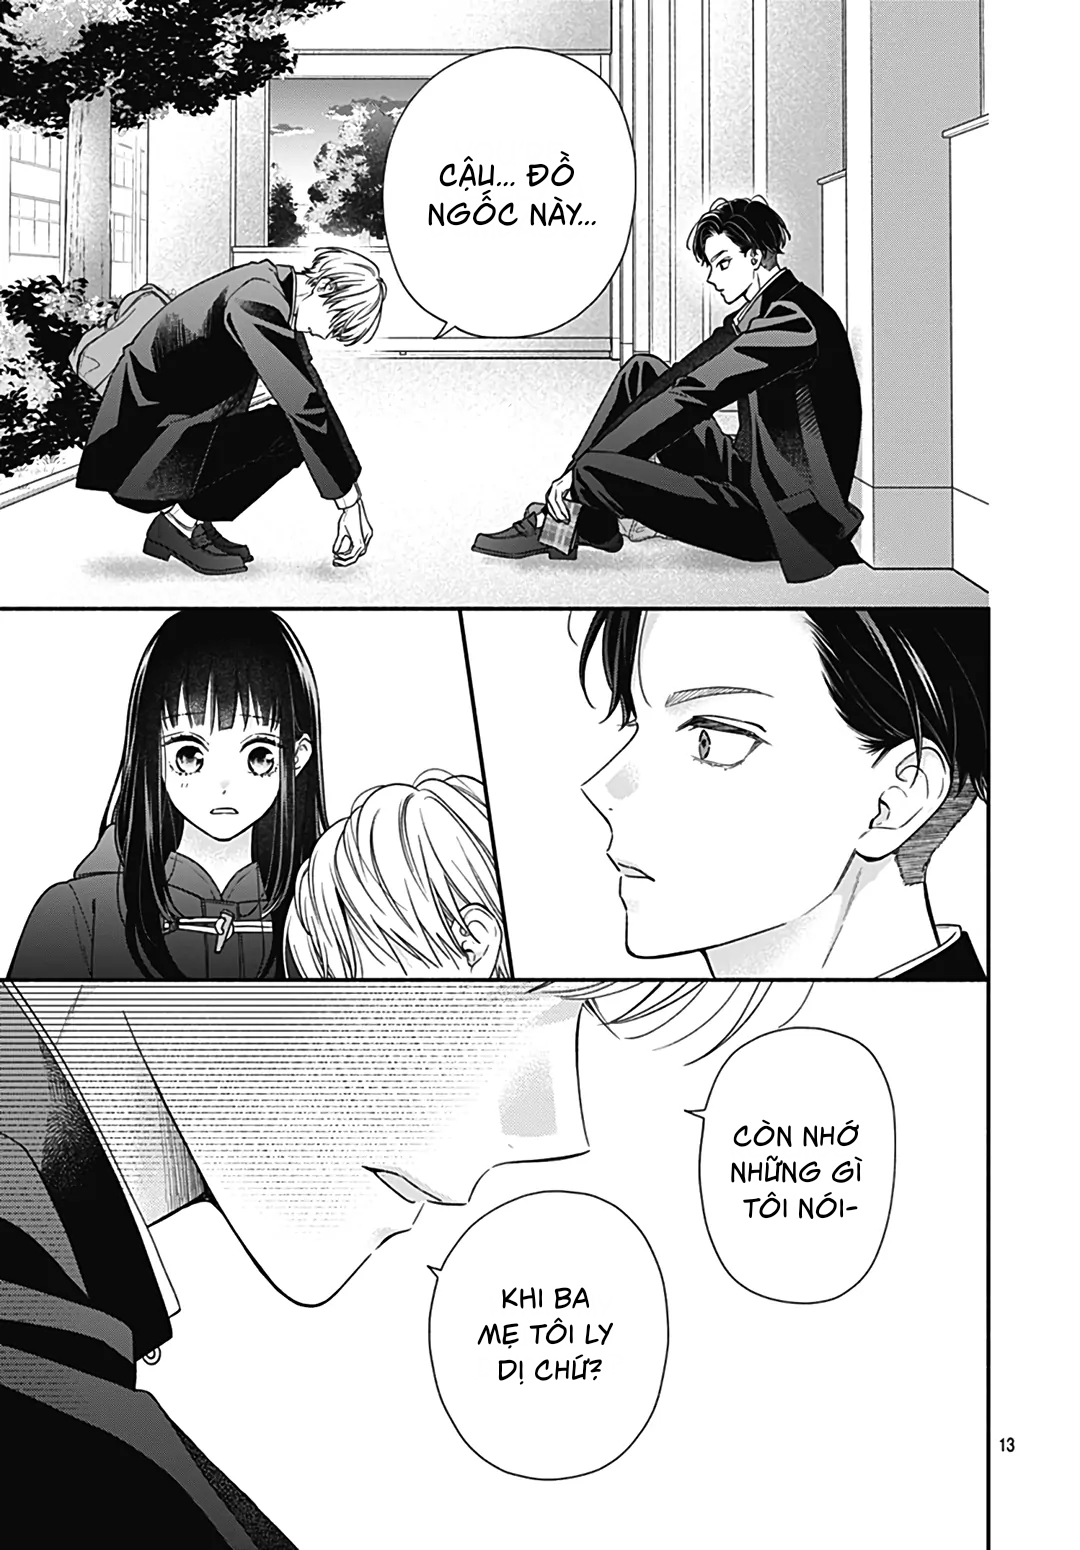 CẬU... ĐỒ
NGỐC NÀY...
CÒN NHỚ
NHỮNG GÌ
TÔI NÓI-
KHI BA
MẸ TÔI LY
DỊ CHỨ?
13